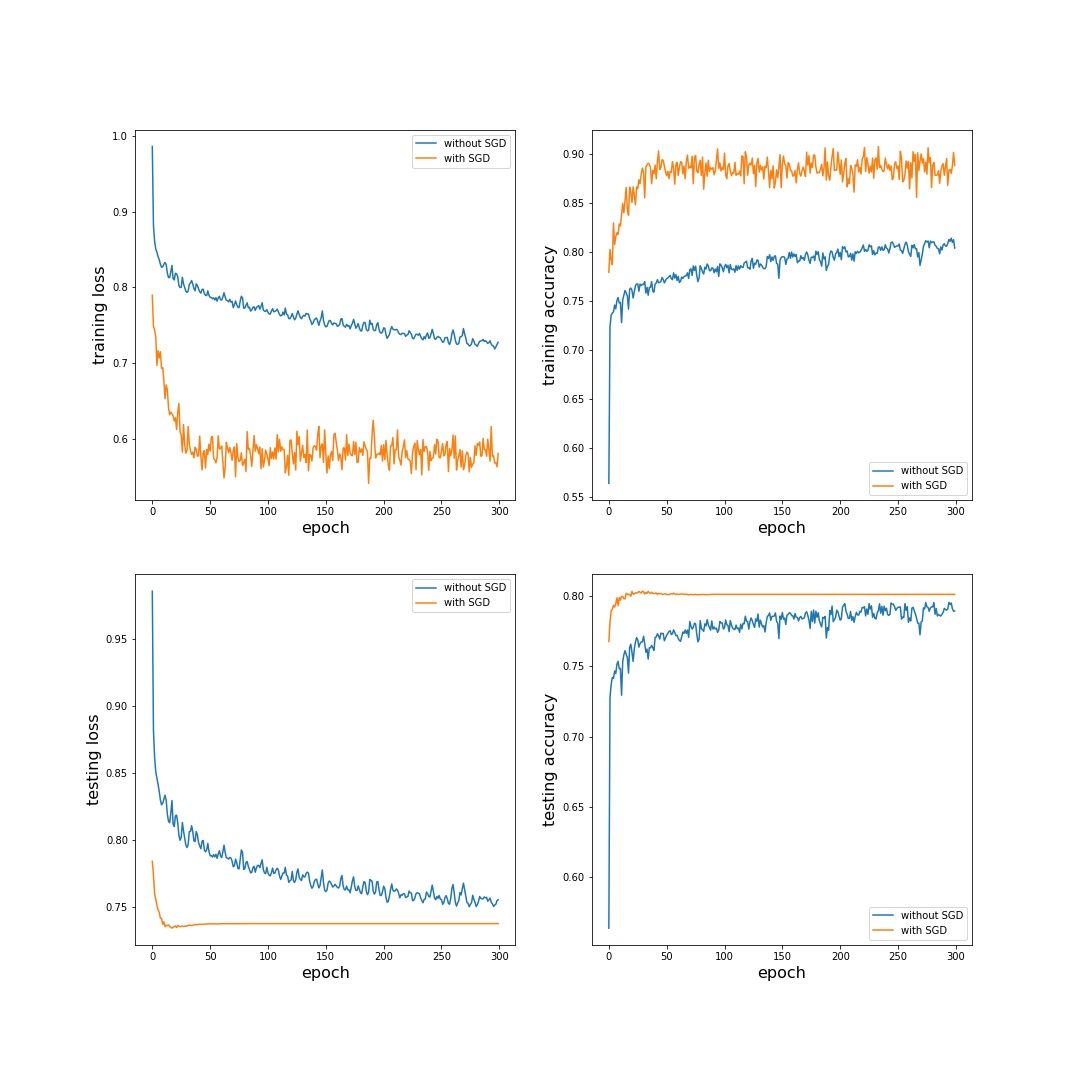 1.0
0.9
0.8
0.7
0.6
training loss
without SGD
with SGD
0 50 100 150 200 250 300
epoch
0.90
0.85
0.80
0.75
0.70
0.65
0.60
0.55
training accuracy
without SGD
with SGD
0 50 100 150 200 250 300
epoch
0.95
0.90
0.85
0.80
0.75
testing loss
without SGD
with SGD
0 50 100 150 200 250 300
epoch
0.80
0.75
0.70
0.65
0.60
testing accuracy
without SGD
with SGD
0 50 100 150 200 250 300
epoch